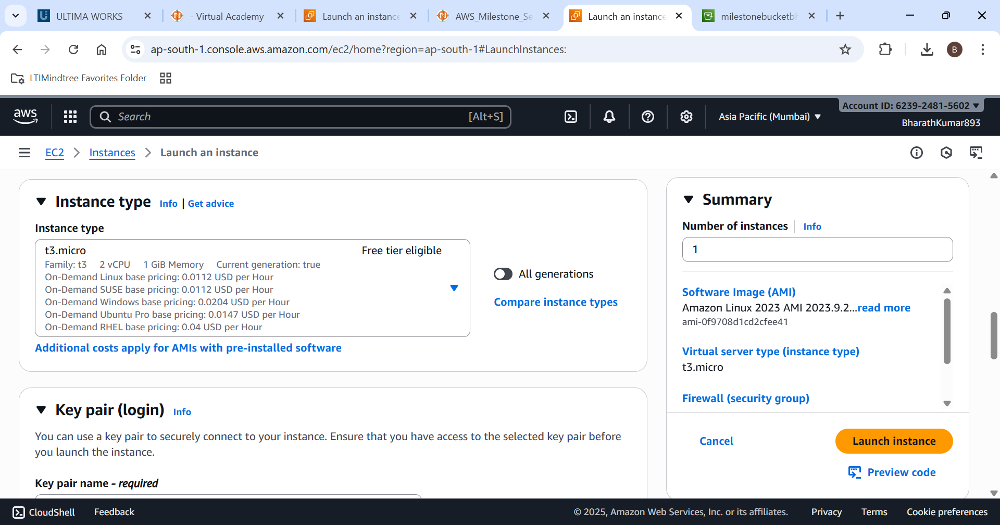 ULTIMA WORKS
- Virtual Academy
Launch an instance
AWS_Milestone_Se
Launch an instance
milestonebucketbh
ap-south-1.console.aws.amazon.com/ec2/home?region=ap-south-1#LaunchInstances:
B
LTIMindtree Favorites Folder
aws
Search
[Alt+S]
Asia Pacific (Mumbai)
Account ID: 6239-2481-5602
BharathKumar893
EC2
Instances
Launch an instance
Instance type
Info | Get advice
Instance type
t3.micro
Free tier eligible
Family: t3 2 vCPU 1 GiB Memory Current generation: true
On-Demand Linux base pricing: 0.0112 USD per Hour
On-Demand SUSE base pricing: 0.0112 USD per Hour
On-Demand Windows base pricing: 0.0204 USD per Hour
On-Demand Ubuntu Pro base pricing: 0.0147 USD per Hour
On-Demand RHEL base pricing: 0.04 USD per Hour
All generations
Compare instance types
Additional costs apply for AMIs with pre-installed software
Key pair (login)
Info
You can use a key pair to securely connect to your instance. Ensure that you have access to the selected key pair before
you launch the instance.
Key pair name - required
Summary
Number of instances
Info
1
Software Image (AMI)
Amazon Linux 2023 AMI 2023.9.2...read more
ami-0f9708d1cd2cfee41
Virtual server type (instance type)
t3.micro
Firewall (security group)
Cancel
Launch instance
Preview code
CloudShell
Feedback
© 2025, Amazon Web Services, Inc. or its affiliates.
Privacy
Terms
Cookie preferences